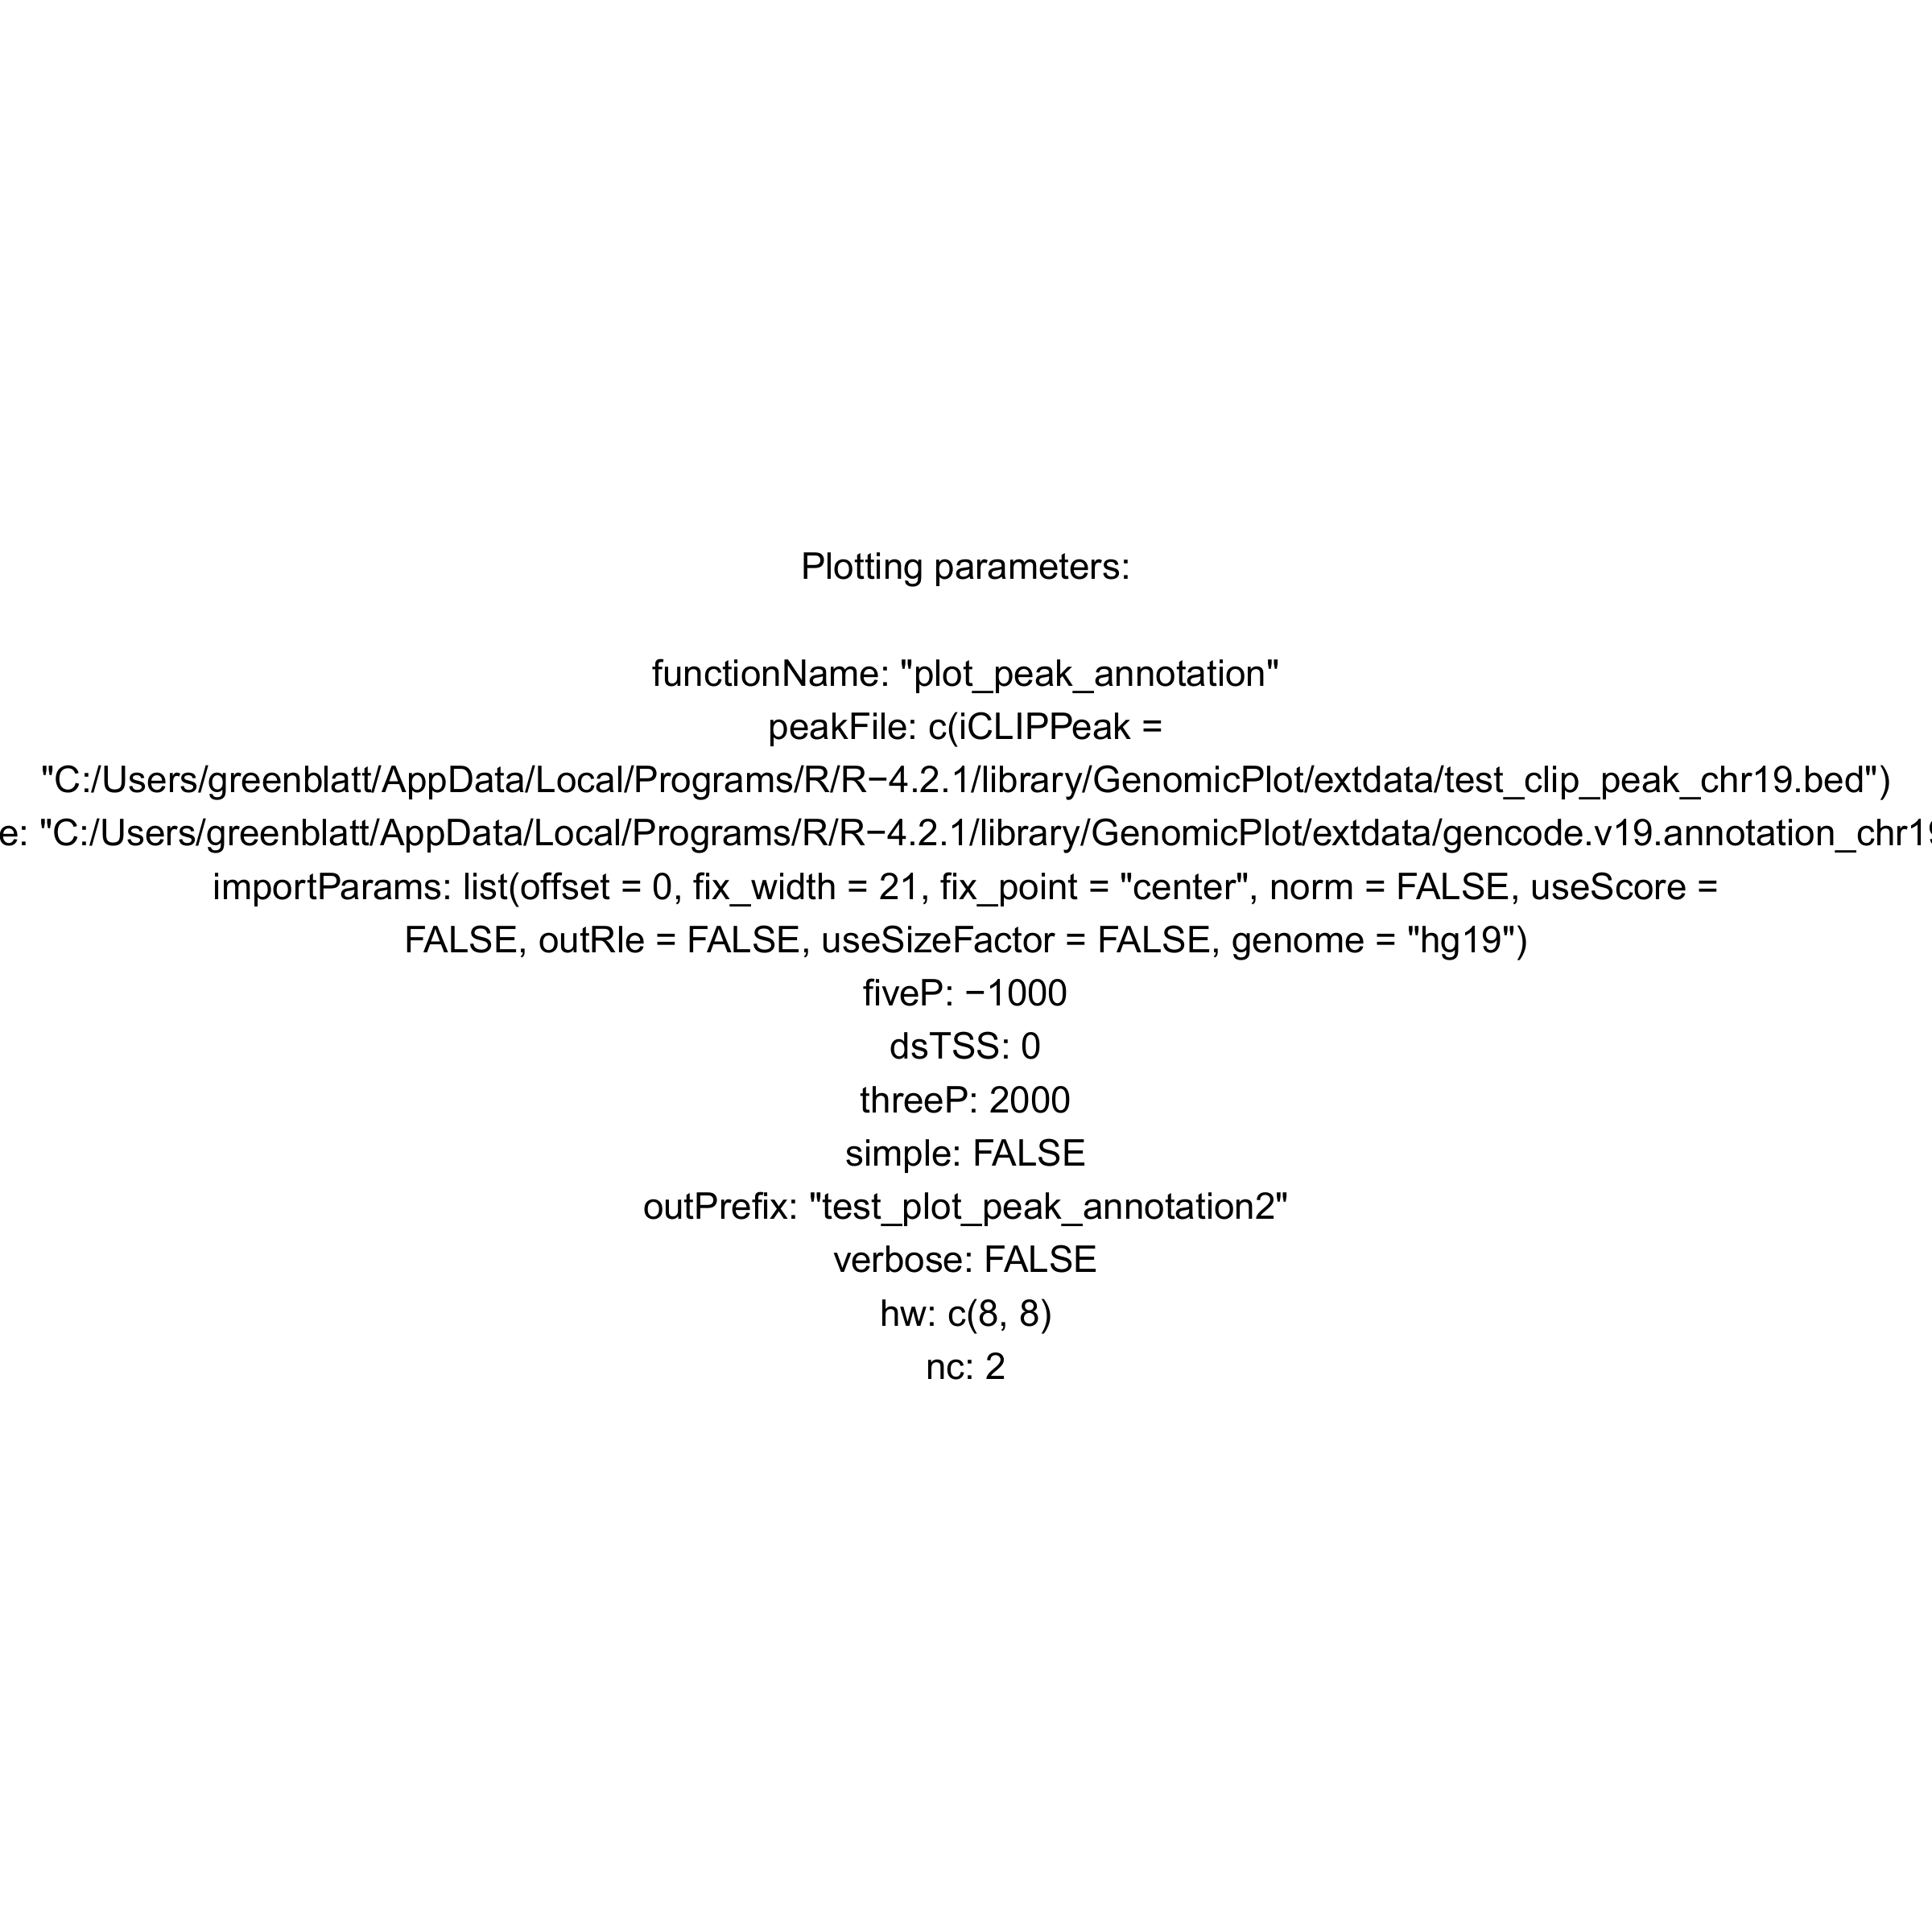 Plotting parameters:
functionName: "plot_peak_annotation"
peakFile: c(iCLIPPeak =
"C:/Users/greenblatt/AppData/Local/Programs/R/R−4.2.1/library/GenomicPlot/extdata/test_clip_peak_chr19.bed")
e: "C:/Users/greenblatt/AppData/Local/Programs/R/R−4.2.1/library/GenomicPlot/extdata/gencode.v19.annotation_chr19
importParams: list(offset = 0, fix_width = 21, fix_point = "center", norm = FALSE, useScore =
FALSE, outRle = FALSE, useSizeFactor = FALSE, genome = "hg19")
fiveP: −1000
dsTSS: 0
threeP: 2000
simple: FALSE
outPrefix: "test_plot_peak_annotation2"
verbose: FALSE
hw: c(8, 8)
nc: 2